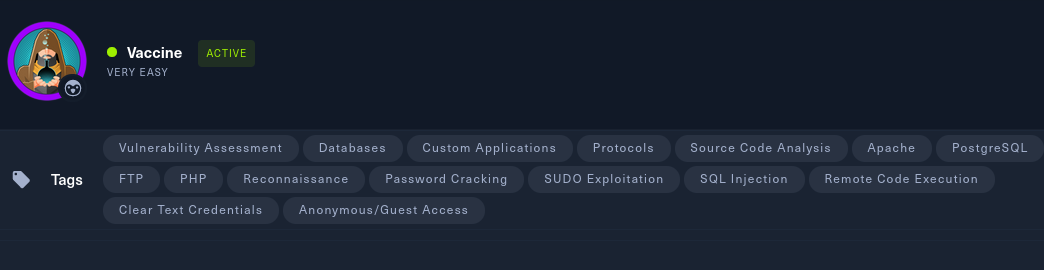 Vaccine ACTIVE
VERY EASY
Vulnerability Assessment Databases Custom Applications Protocols Source Code Analysis Apache PostgreSQL
Tags FTP PHP Reconnaissance Password Cracking SUDO Exploitation SQL Injection Remote Code Execution
Clear Text Credentials Anonymous/Guest Access